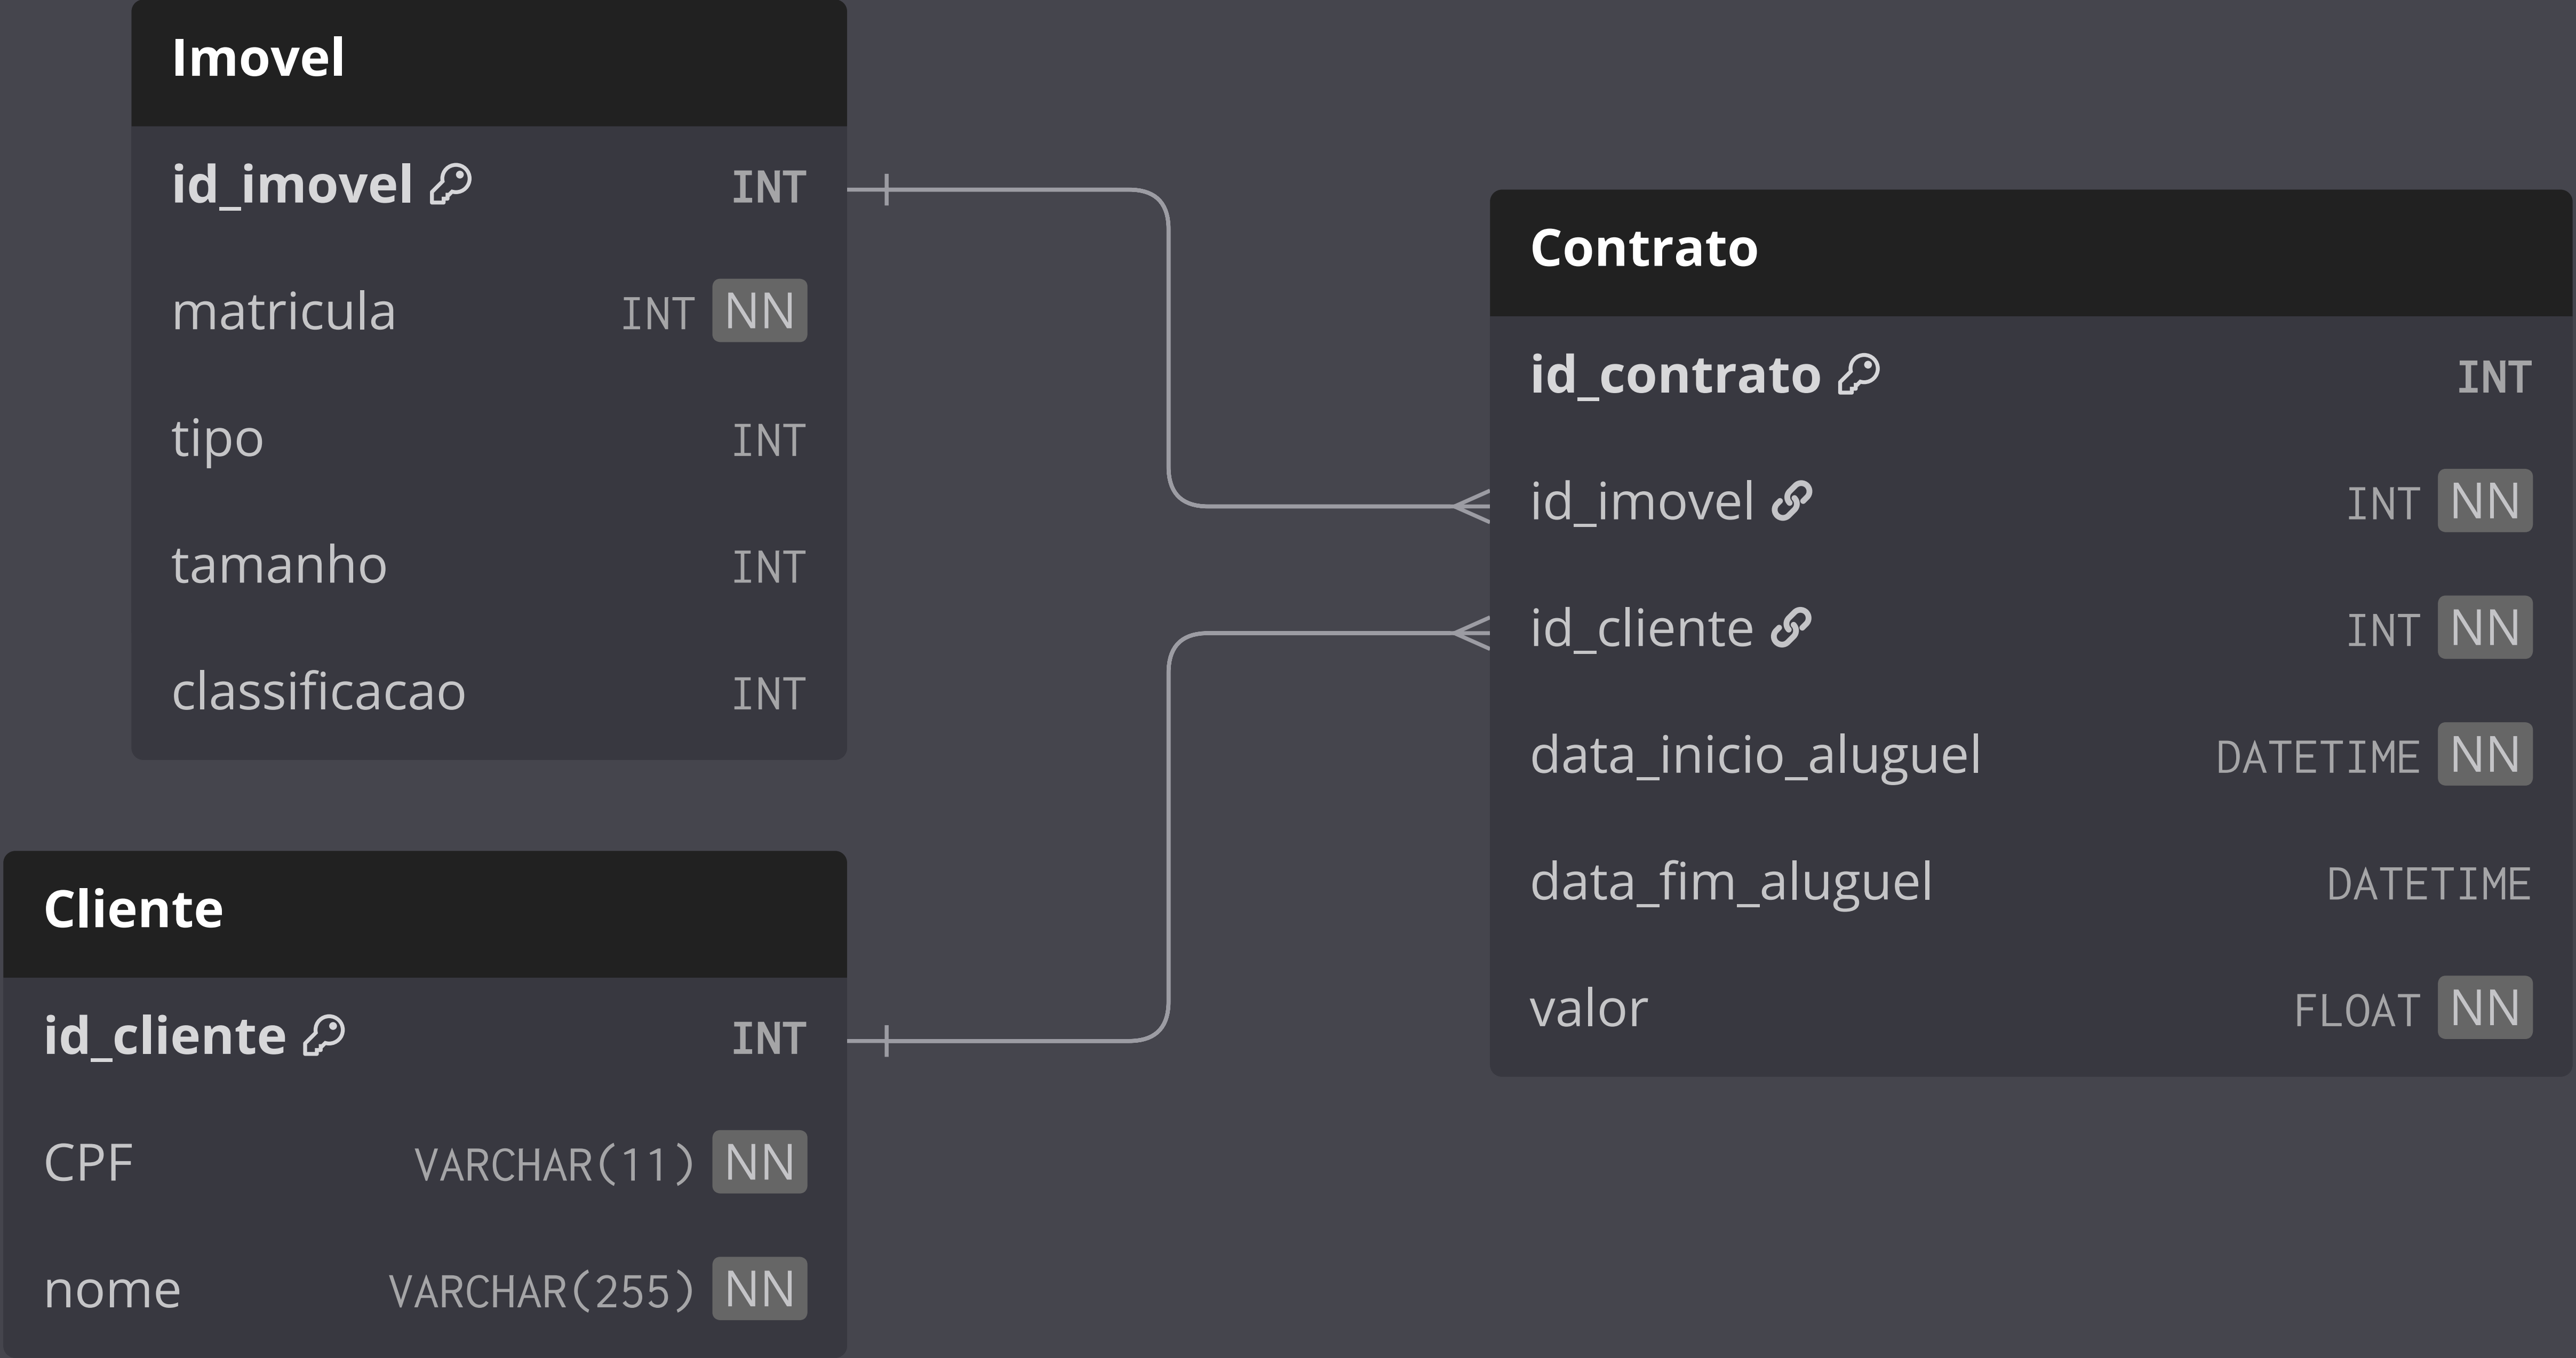 Imovel
id_imovel INT
matricula INT NN
tipo INT
tamanho INT
classificacao INT
Cliente
id_cliente INT
CPF VARCHAR(11) NN
nome VARCHAR(255) NN
Contrato
id_contrato INT
id_imovel INT NN
id_cliente INT NN
data_inicio_aluguel DATETIME NN
data_fim_aluguel DATETIME
valor FLOAT NN